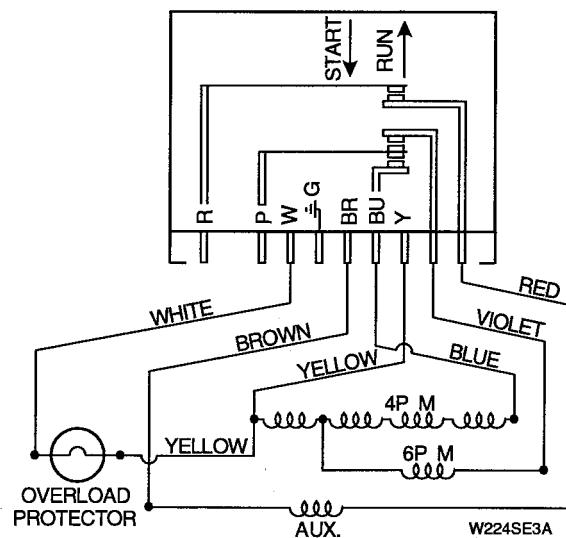 START
RUN
R
P
W
G
BR
BU
Y
RED
WHITE
VIOLET
BROWN
YELLOW
BLUE
4P M
YELLOW
6P M
OVERLOAD
PROTECTOR
AUX.
W224SE3A